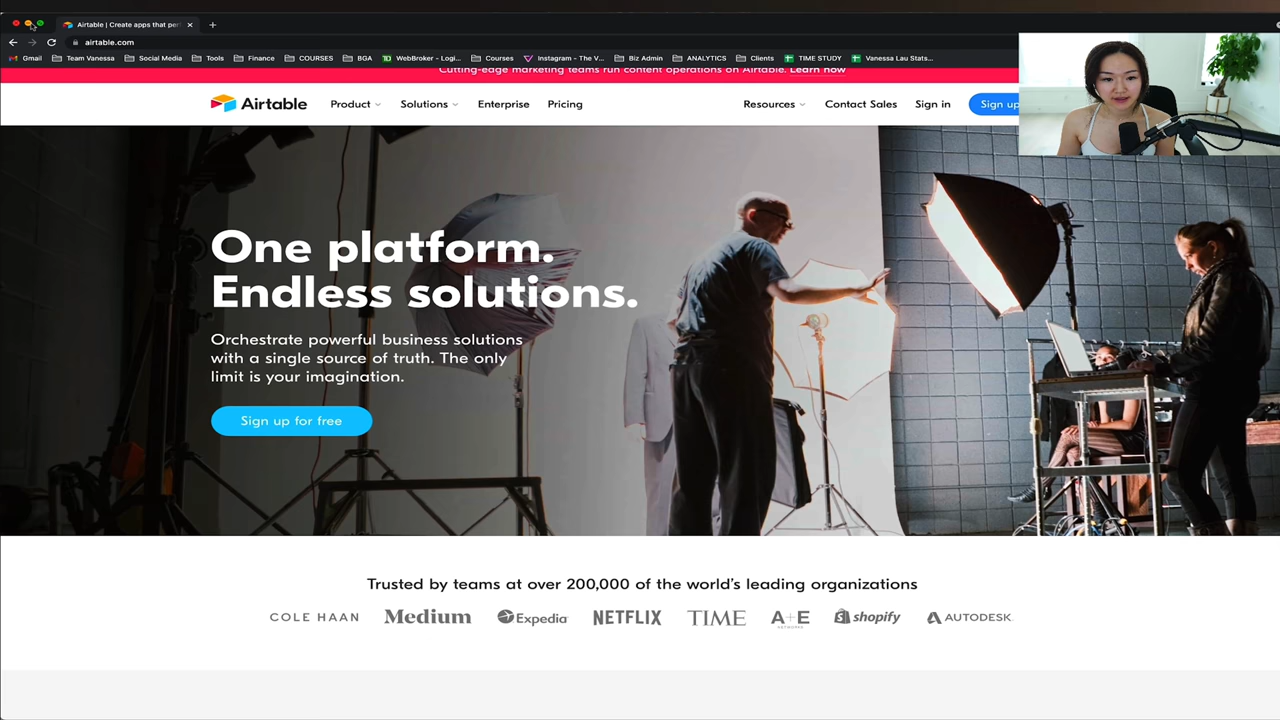 Airtable | Create apps that per
airtable.com
Gmail Team Vanessa Social Media Tools Finance COURSES BGA WebBroker - Logi... Courses Instagram - The V... Biz Admin ANALYTICS Clients TIME STUDY Vanessa Lau Stats...
Cutting-edge marketing teams run content operations on Airtable. Learn now
Airtable Product Solutions Enterprise Pricing Resources Contact Sales Sign in Sign up
One platform.
Endless solutions.
Orchestrate powerful business solutions
with a single source of truth. The only
limit is your imagination.
Sign up for free
Trusted by teams at over 200,000 of the world's leading organizations
COLE HAAN Medium Expedia NETFLIX TIME A+E NETWORKS shopify AUTODESK